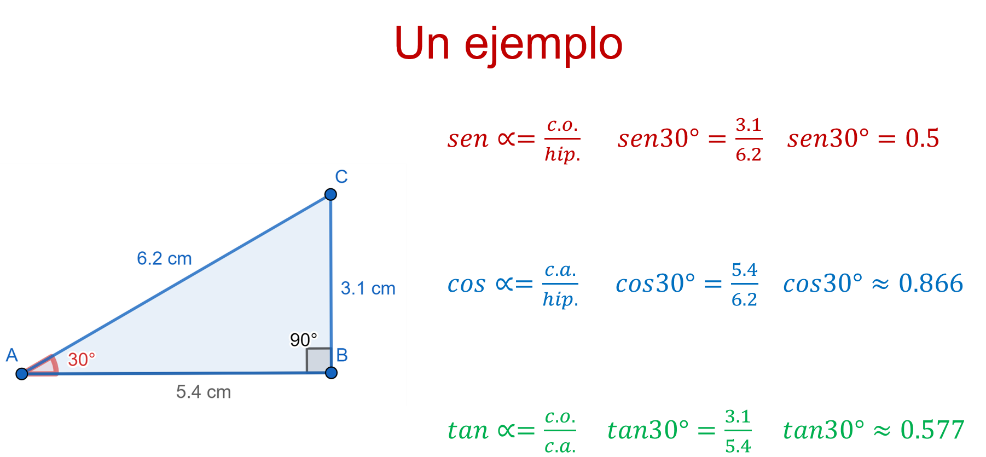 Un ejemplo
sen ∝= c.o./hip. sen30° = 3.1/6.2 sen30° = 0.5
C
6.2 cm
3.1 cm
cos ∝= c.a./hip. cos30° = 5.4/6.2 cos30° ≈ 0.866
90°
A
30°
B
5.4 cm
tan ∝= c.o./c.a. tan30° = 3.1/5.4 tan30° ≈ 0.577